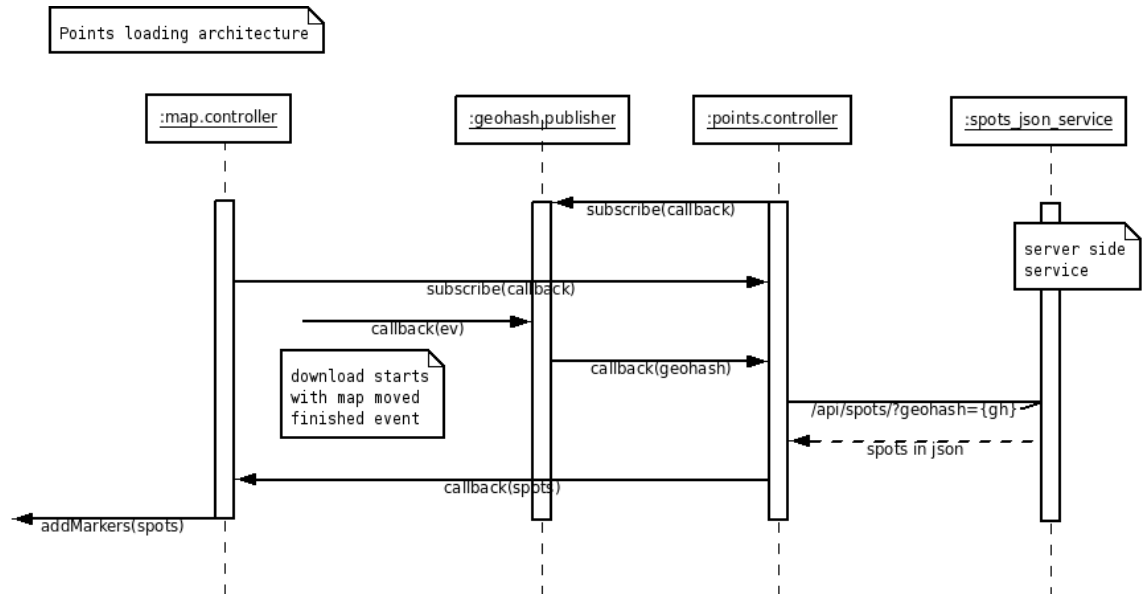 Points loading architecture
:map.controller
:geohash.publisher
:points.controller
:spots_json_service
subscribe(callback)
server side
service
subscribe(callback)
callback(ev)
callback(geohash)
download starts
with map moved
finished event
/api/spots/?geohash={gh}
spots in json
callback(spots)
addMarkers(spots)